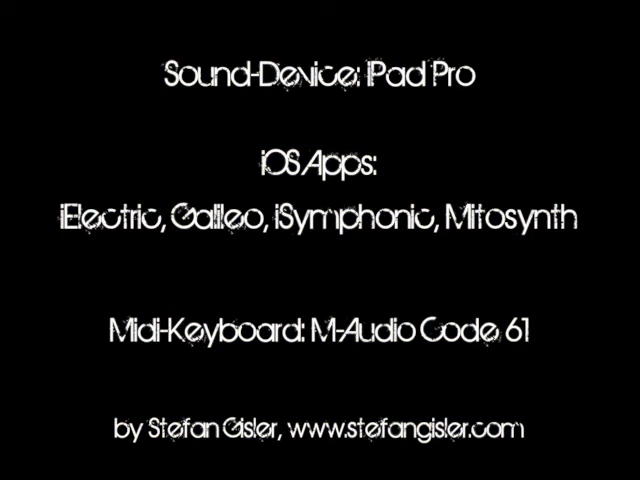 Sound-Device: iPad Pro
iOS Apps:
iElectric, Galileo, iSymphonic, Mitosynth
Midi-Keyboard: M-Audio Code 61
by Stefan Gisler, www.stefangisler.com